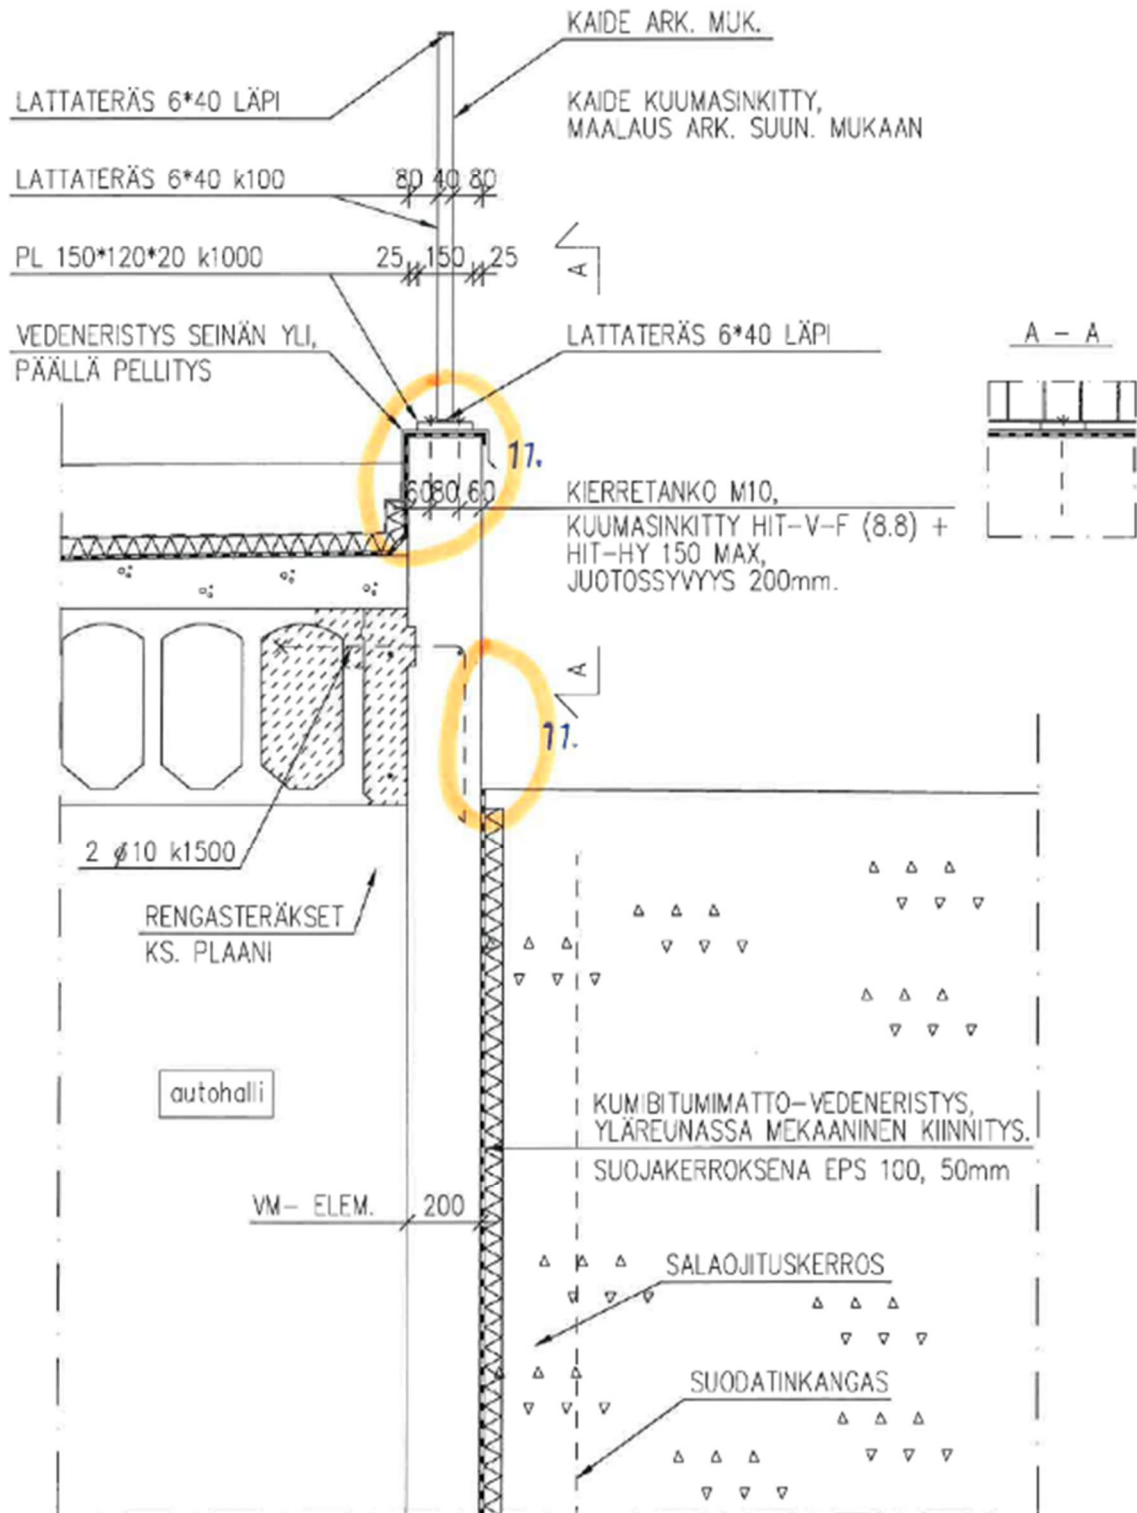 KAIDE ARK. MUK.
LATTATERÄS 6*40 LÄPI
KAIDE KUUMASINKITTY,
MAALAUS ARK. SUUN. MUKAAN
LATTATERÄS 6*40 k100
80 40 80
PL 150*120*20 k1000
25 150 25
A
VEDENERISTYS SEINÄN YLI,
PÄÄLLÄ PELLITYS
LATTATERÄS 6*40 LÄPI
A - A
11.
60 80 60
KIERRETANKO M10,
KUUMASINKITTY HIT-V-F (8.8) +
HIT-HY 150 MAX,
JUOTOSSYVYYS 200mm.
A
11.
2 ø10 k1500
RENGASTERÄKSET
KS. PLAANI
autohalli
KUMIBITUMIMATTO-VEDENERISTYS,
YLÄREUNASSA MEKAANINEN KIINNITYS.
SUOJAKERROKSENA EPS 100, 50mm
VM- ELEM.
200
SALAOJITUSKERROS
SUODATINKANGAS